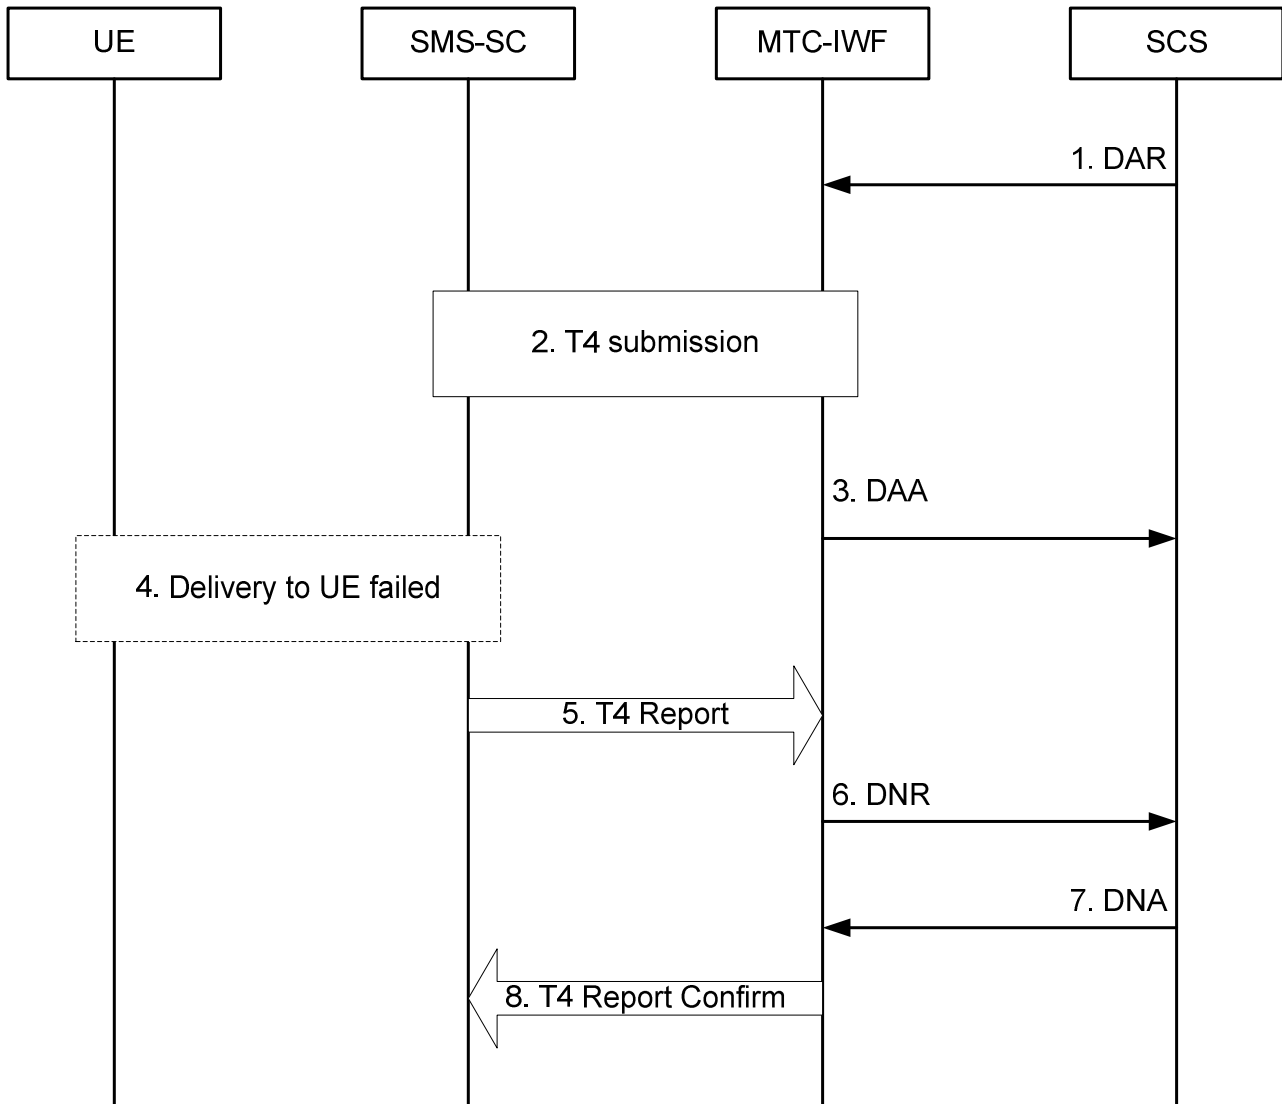 UE
SMS-SC
MTC-IWF
SCS
1. DAR
2. T4 submission
3. DAA
4. Delivery to UE failed
5. T4 Report
6. DNR
7. DNA
8. T4 Report Confirm